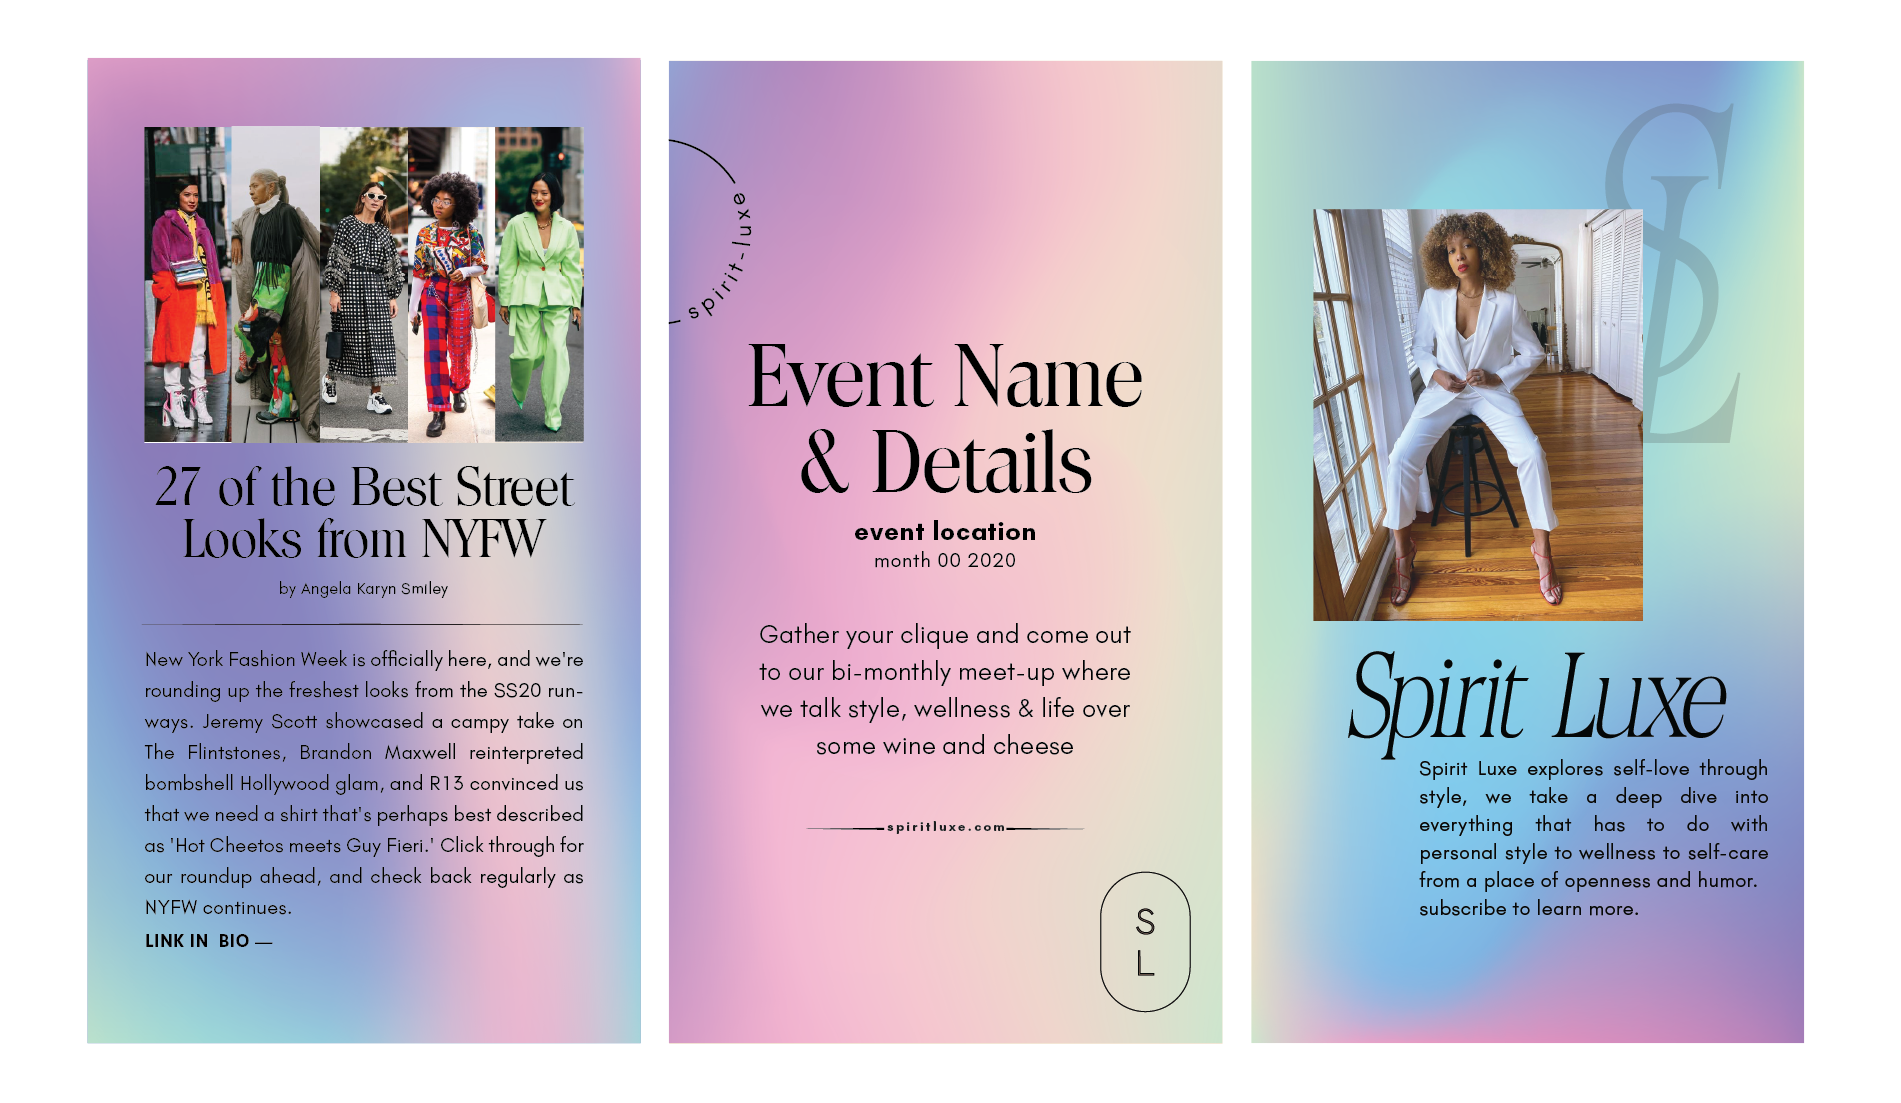 27 of the Best Street
Looks from NYFW
by Angela Karyn Smiley
New York Fashion Week is officially here, and we're
rounding up the freshest looks from the SS20 run-
ways. Jeremy Scott showcased a campy take on
The Flintstones, Brandon Maxwell reinterpreted
bombshell Hollywood glam, and R13 convinced us
that we need a shirt that's perhaps best described
as 'Hot Cheetos meets Guy Fieri.' Click through for
our roundup ahead, and check back regularly as
NYFW continues.
LINK IN BIO —
spirit-luxe
Event Name
& Details
event location
month 00 2020
Gather your clique and come out
to our bi-monthly meet-up where
we talk style, wellness & life over
some wine and cheese
spiritluxe.com
S
L
SL
Spirit Luxe
Spirit Luxe explores self-love through
style, we take a deep dive into
everything that has to do with
personal style to wellness to self-care
from a place of openness and humor.
subscribe to learn more.